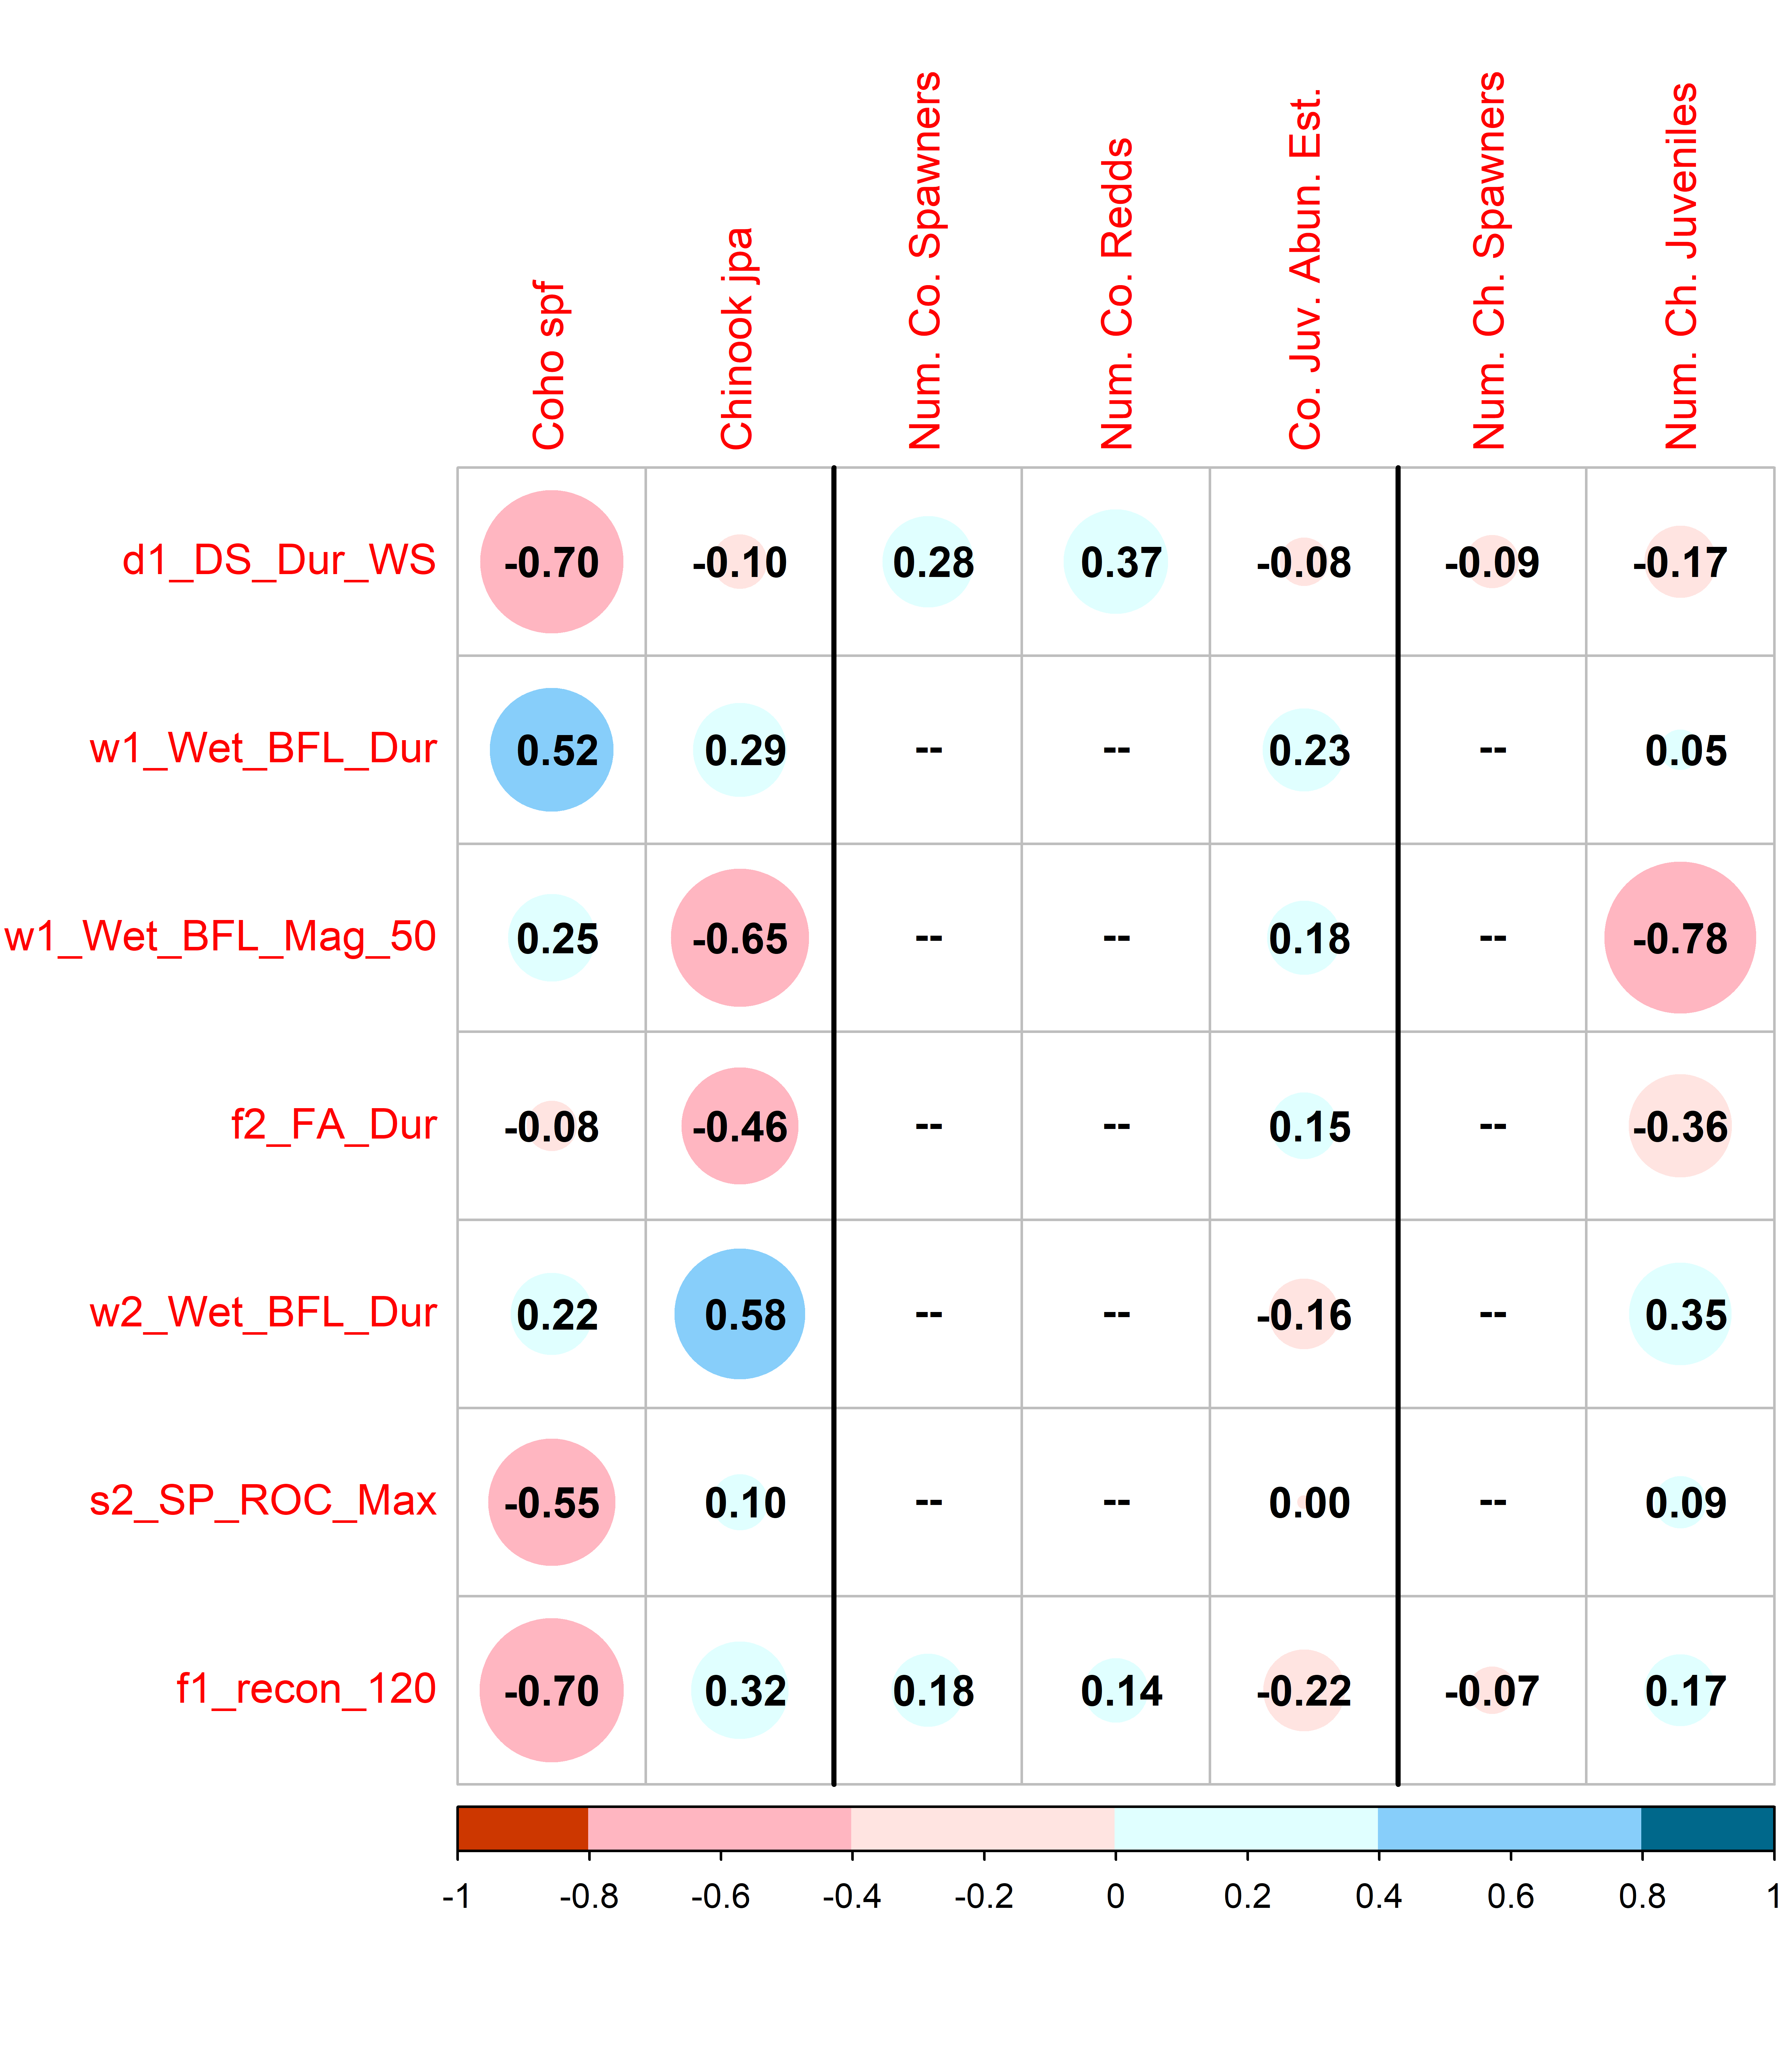 Coho spf
Chinook jpa
Num. Co. Spawners
Num. Co. Redds
Co. Juv. Abun. Est.
Num. Ch. Spawners
Num. Ch. Juveniles
d1_DS_Dur_WS -0.70 -0.10 0.28 0.37 -0.08 -0.09 -0.17
w1_Wet_BFL_Dur 0.52 0.29 -- -- 0.23 -- 0.05
w1_Wet_BFL_Mag_50 0.25 -0.65 -- -- 0.18 -- -0.78
f2_FA_Dur -0.08 -0.46 -- -- 0.15 -- -0.36
w2_Wet_BFL_Dur 0.22 0.58 -- -- -0.16 -- 0.35
s2_SP_ROC_Max -0.55 0.10 -- -- 0.00 -- 0.09
f1_recon_120 -0.70 0.32 0.18 0.14 -0.22 -0.07 0.17
-1 -0.8 -0.6 -0.4 -0.2 0 0.2 0.4 0.6 0.8 1